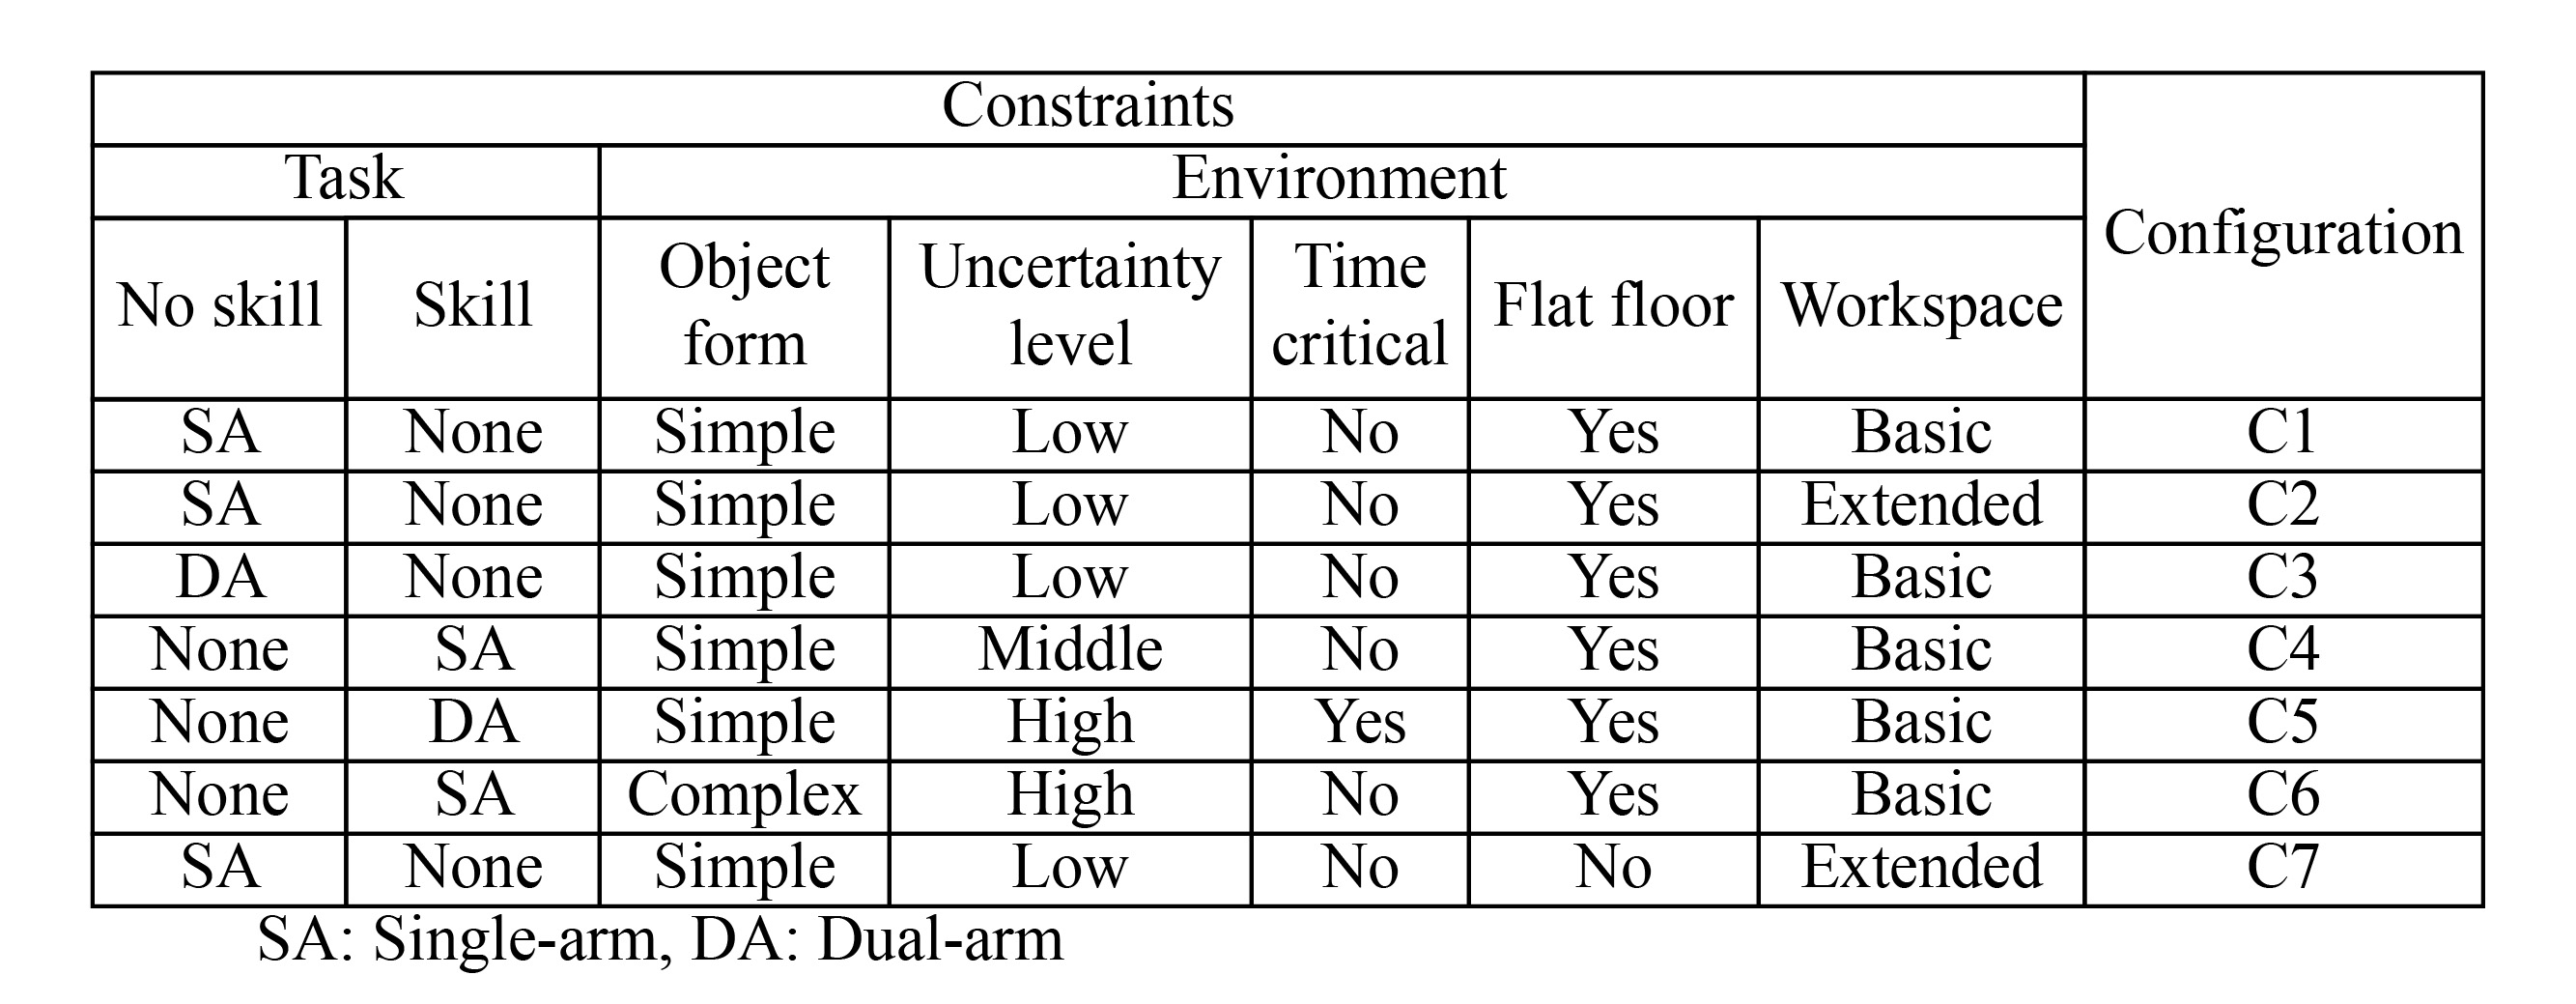 Constraints
Task Environment Configuration
No skill Skill Object form Uncertainty level Time critical Flat floor Workspace
SA None Simple Low No Yes Basic C1
SA None Simple Low No Yes Extended C2
DA None Simple Low No Yes Basic C3
None SA Simple Middle No Yes Basic C4
None DA Simple High Yes Yes Basic C5
None SA Complex High No Yes Basic C6
SA None Simple Low No No Extended C7
SA: Single-arm, DA: Dual-arm